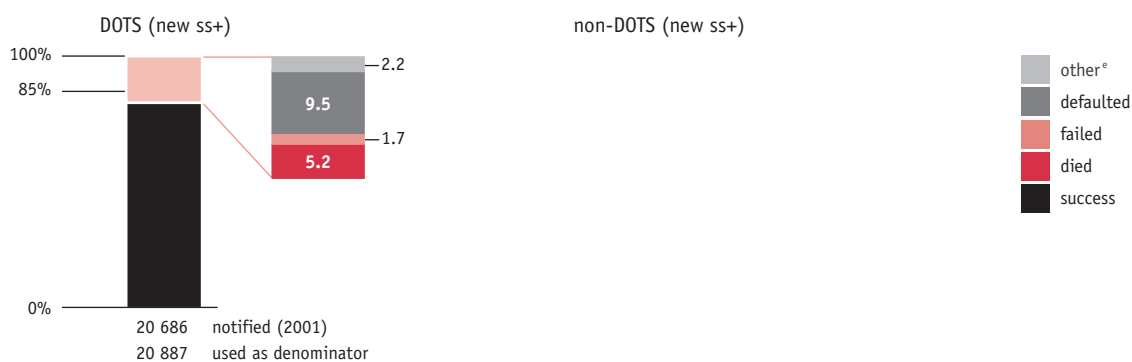 DOTS (new ss+)
non-DOTS (new ss+)
100%
85%
0%
2.2
9.5
1.7
5.2
other e
defaulted
failed
died
success
20 686 notified (2001)
20 887 used as denominator